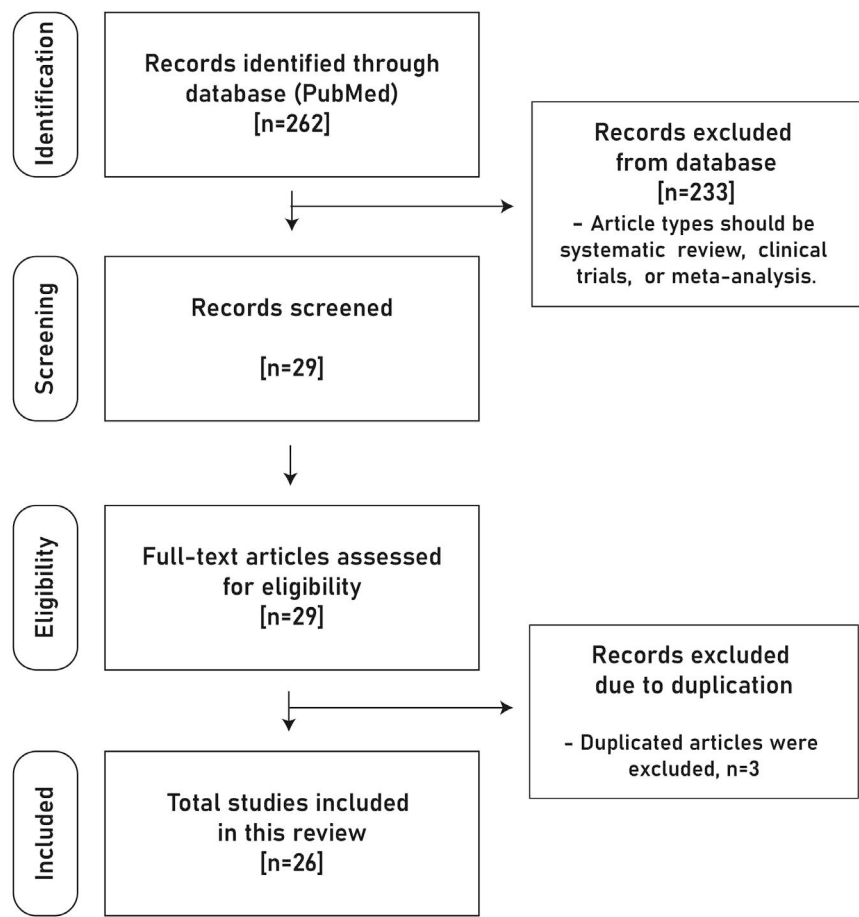 Identification
Records identified through
database (PubMed)
[n=262]
Records excluded
from database
[n=233]
- Article types should be
systematic review, clinical
trials, or meta-analysis.
Screening
Records screened
[n=29]
Eligibility
Full-text articles assessed
for eligibility
[n=29]
Records excluded
due to duplication
- Duplicated articles were
excluded, n=3
Included
Total studies included
in this review
[n=26]